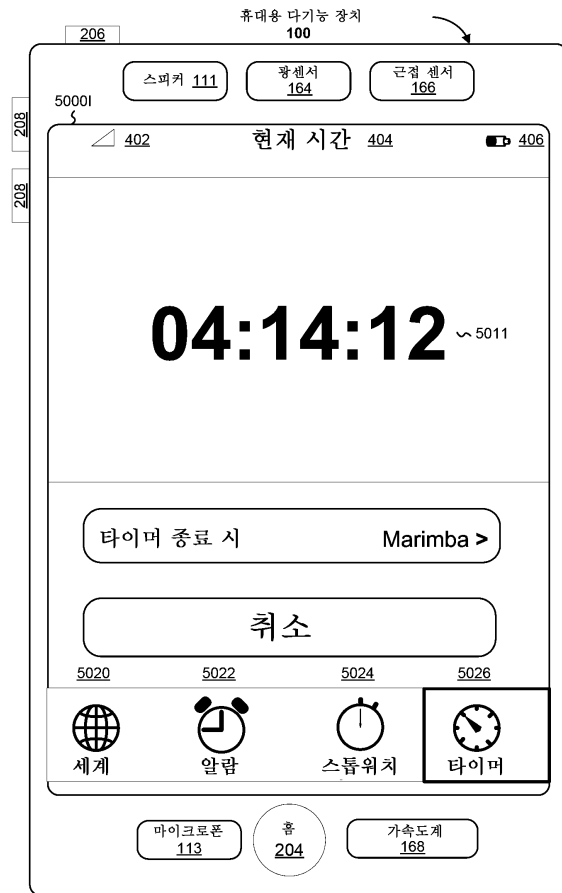 휴대용 다기능 장치
100
206
스피커 111
광센서
164
근접 센서
166
5000I
208
208
402
현재 시간 404
406
04:14:12
5011
타이머 종료 시 Marimba >
취소
5020 5022 5024 5026
세계 알람 스톱위치 타이머
마이크로폰
113
홈
204
가속도계
168